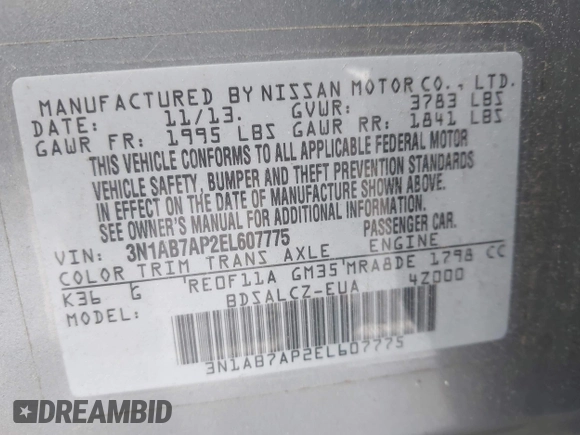 MANUFACTURED BY NISSAN MOTOR CO., LTD.
DATE: 11/13. GVWR: 3783 LBS
GAWR FR: 1995 LBS GAWR RR: 1841 LBS
THIS VEHICLE CONFORMS TO ALL APPLICABLE FEDERAL MOTOR
VEHICLE SAFETY, BUMPER AND THEFT PREVENTION STANDARDS
IN EFFECT ON THE DATE OF MANUFACTURE SHOWN ABOVE.
SEE OWNER'S MANUAL FOR ADDITIONAL INFORMATION.
VIN: 3N1AB7AP2EL607775 PASSENGER CAR.
COLOR TRIM TRANS AXLE ENGINE
K36 G RE0F11A GM35 MRA8DE 1798 CC
MODEL: BDSALCZ-EUA 4Z000
3N1AB7AP2EL607775
DREAMBID